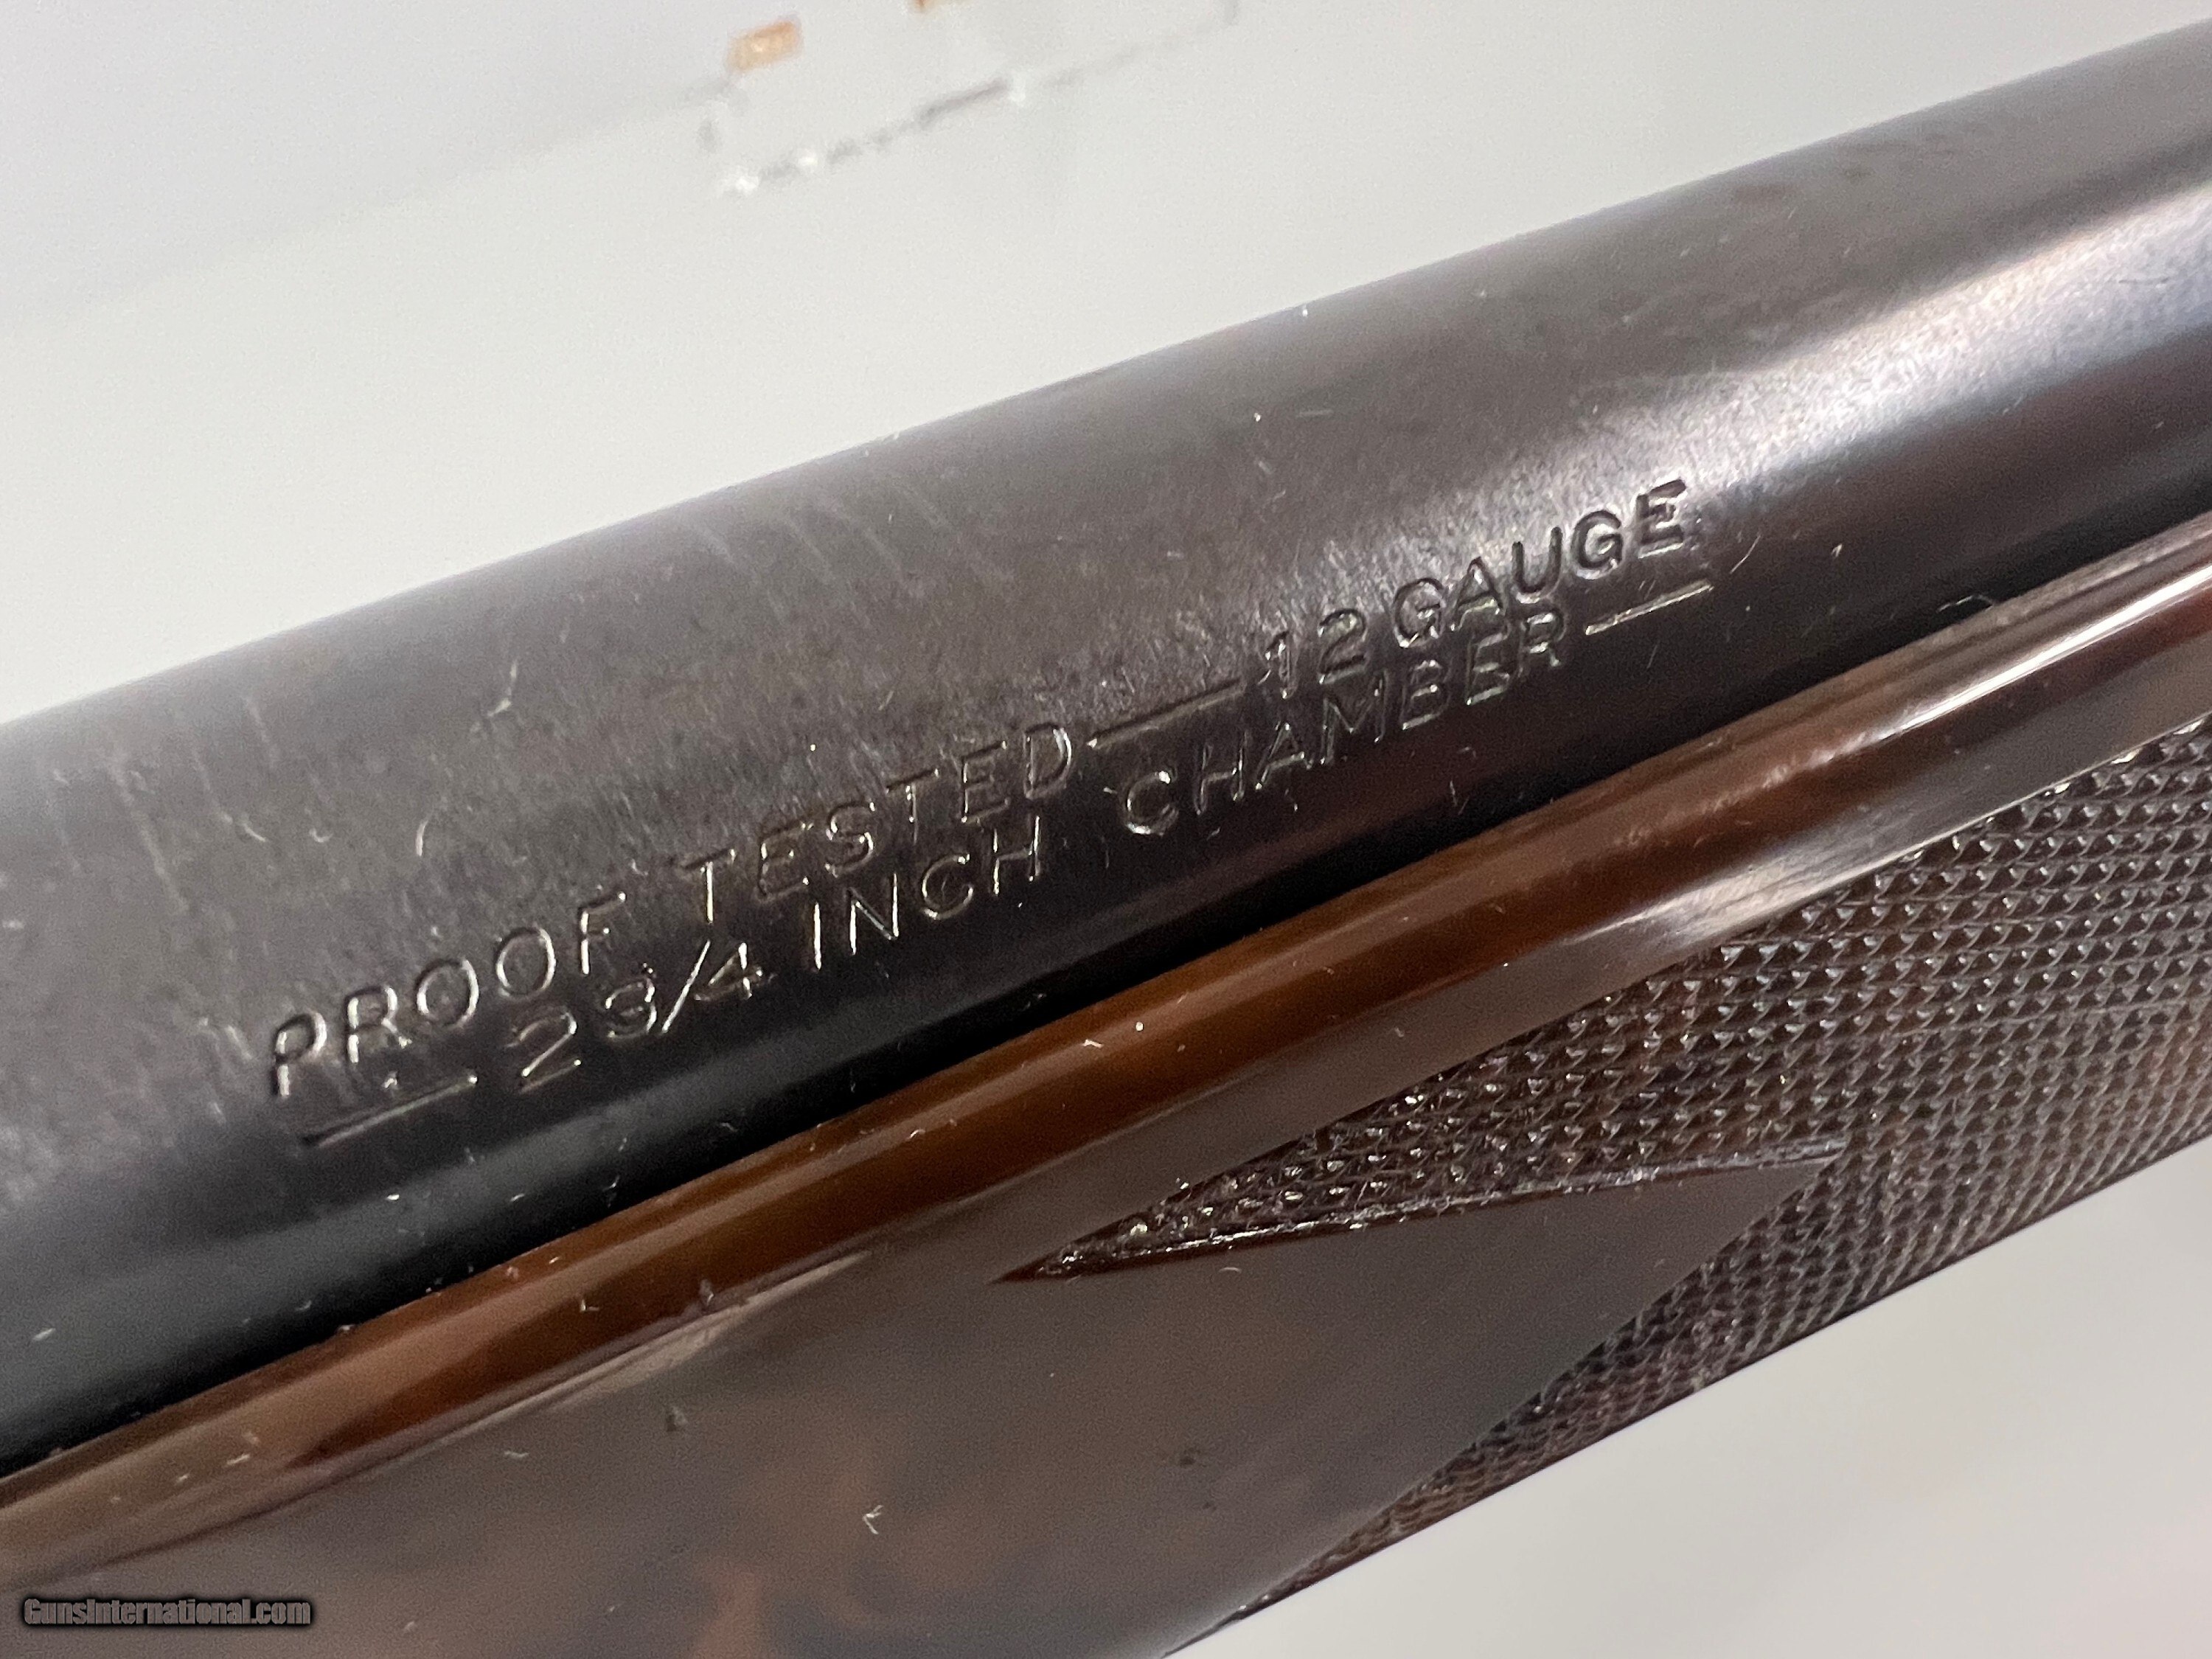 PROOF TESTED—12 GAUGE
—2 3/4 INCH CHAMBER—
GunsInternational.com